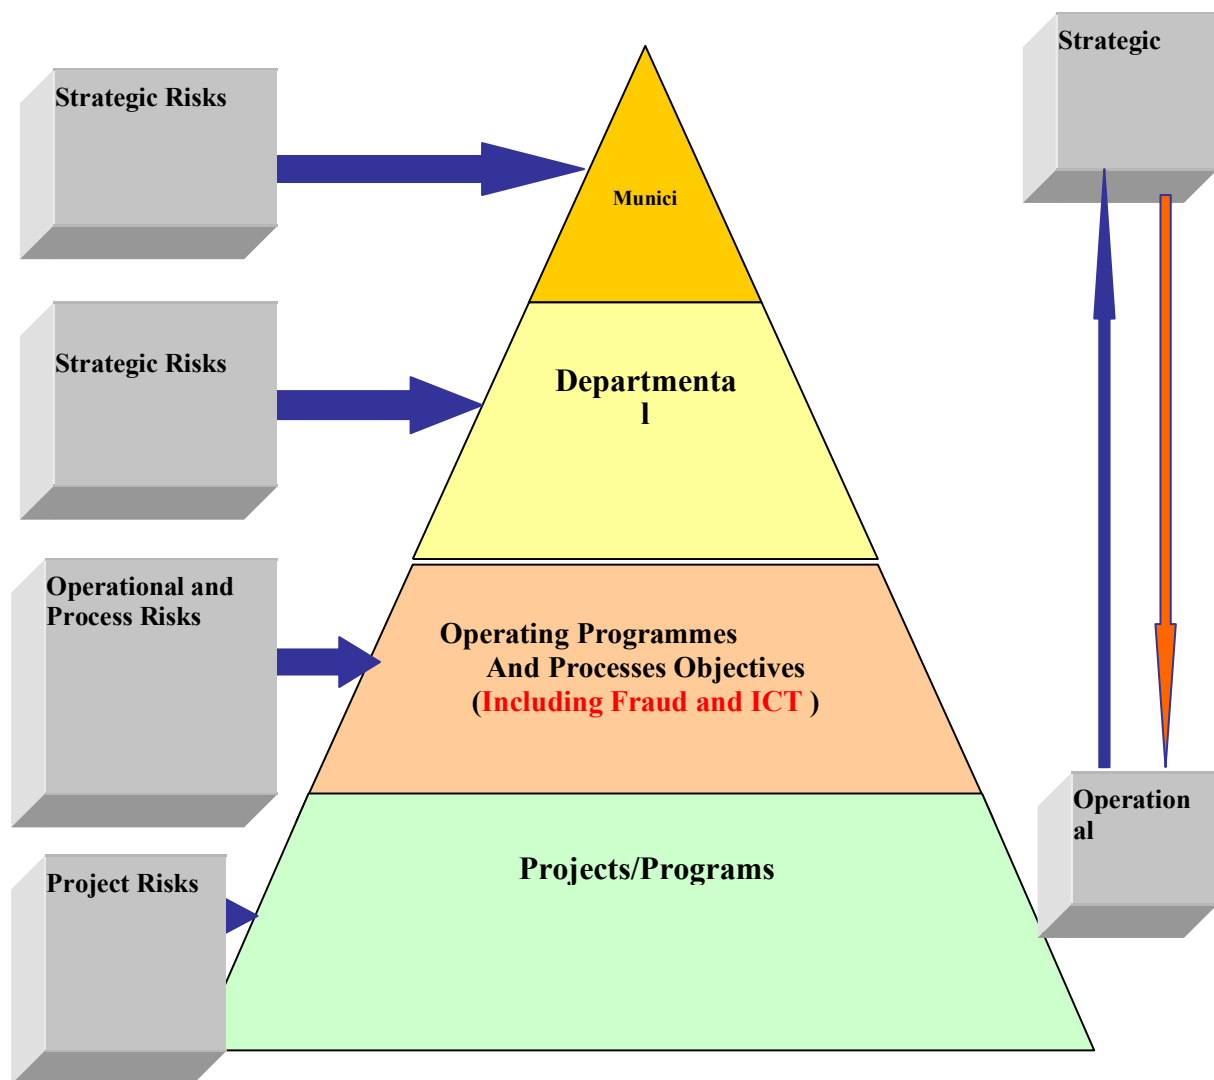 Strategic
Strategic Risks
Munici
Strategic Risks
Departmenta
l
Operational and
Process Risks
Operating Programmes
And Processes Objectives
(Including Fraud and ICT )
Operation
al
Projects/Programs
Project Risks